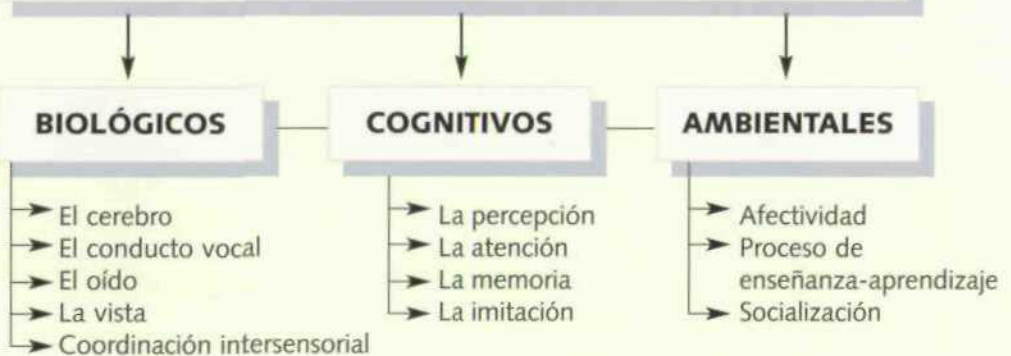 BIOLÓGICOS
El cerebro
El conducto vocal
El oído
La vista
Coordinación intersensorial
COGNITIVOS
La percepción
La atención
La memoria
La imitación
AMBIENTALES
Afectividad
Proceso de
enseñanza-aprendizaje
Socialización